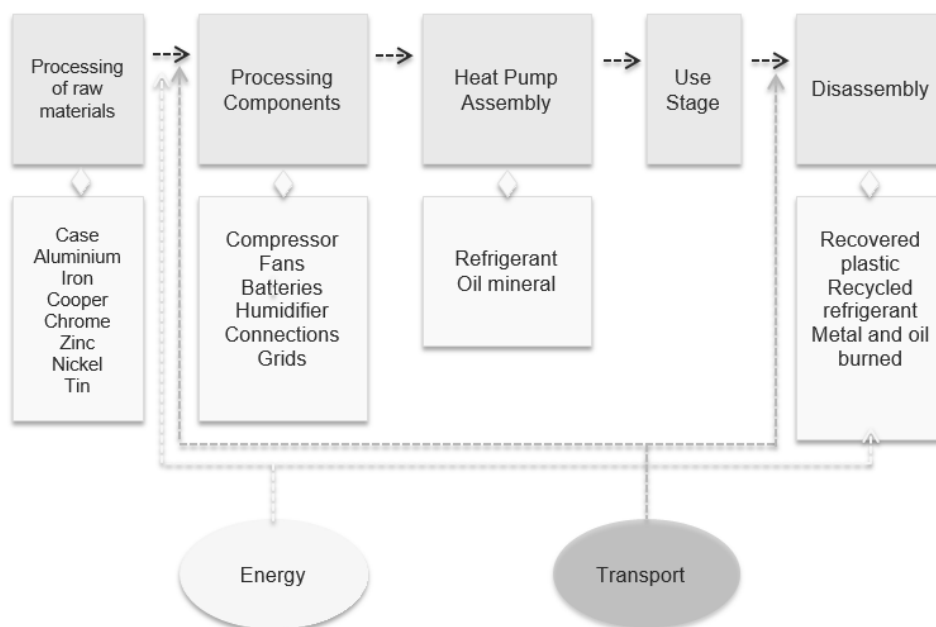 Processing
of raw
materials
Processing
Components
Heat Pump
Assembly
Use
Stage
Disassembly
Case
Aluminium
Iron
Cooper
Chrome
Zinc
Nickel
Tin
Compressor
Fans
Batteries
Humidifier
Connections
Grids
Refrigerant
Oil mineral
Recovered
plastic
Recycled
refrigerant
Metal and oil
burned
Energy
Transport